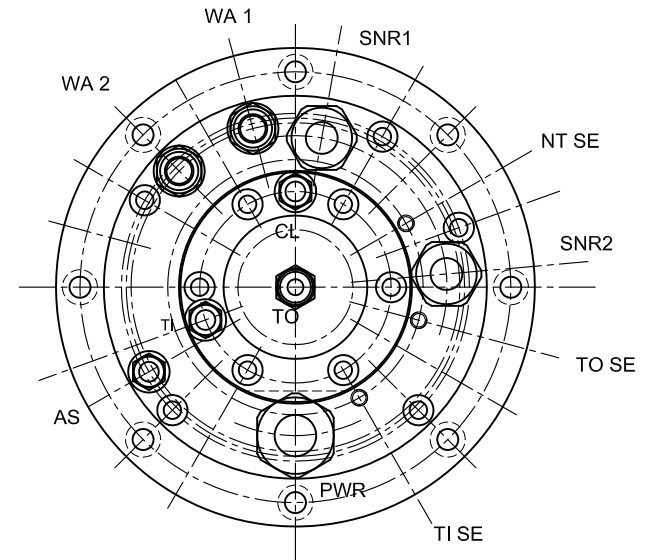 WA 1
SNR1
WA 2
NT SE
CL
SNR2
TO
TI
TO SE
AS
PWR
TI SE